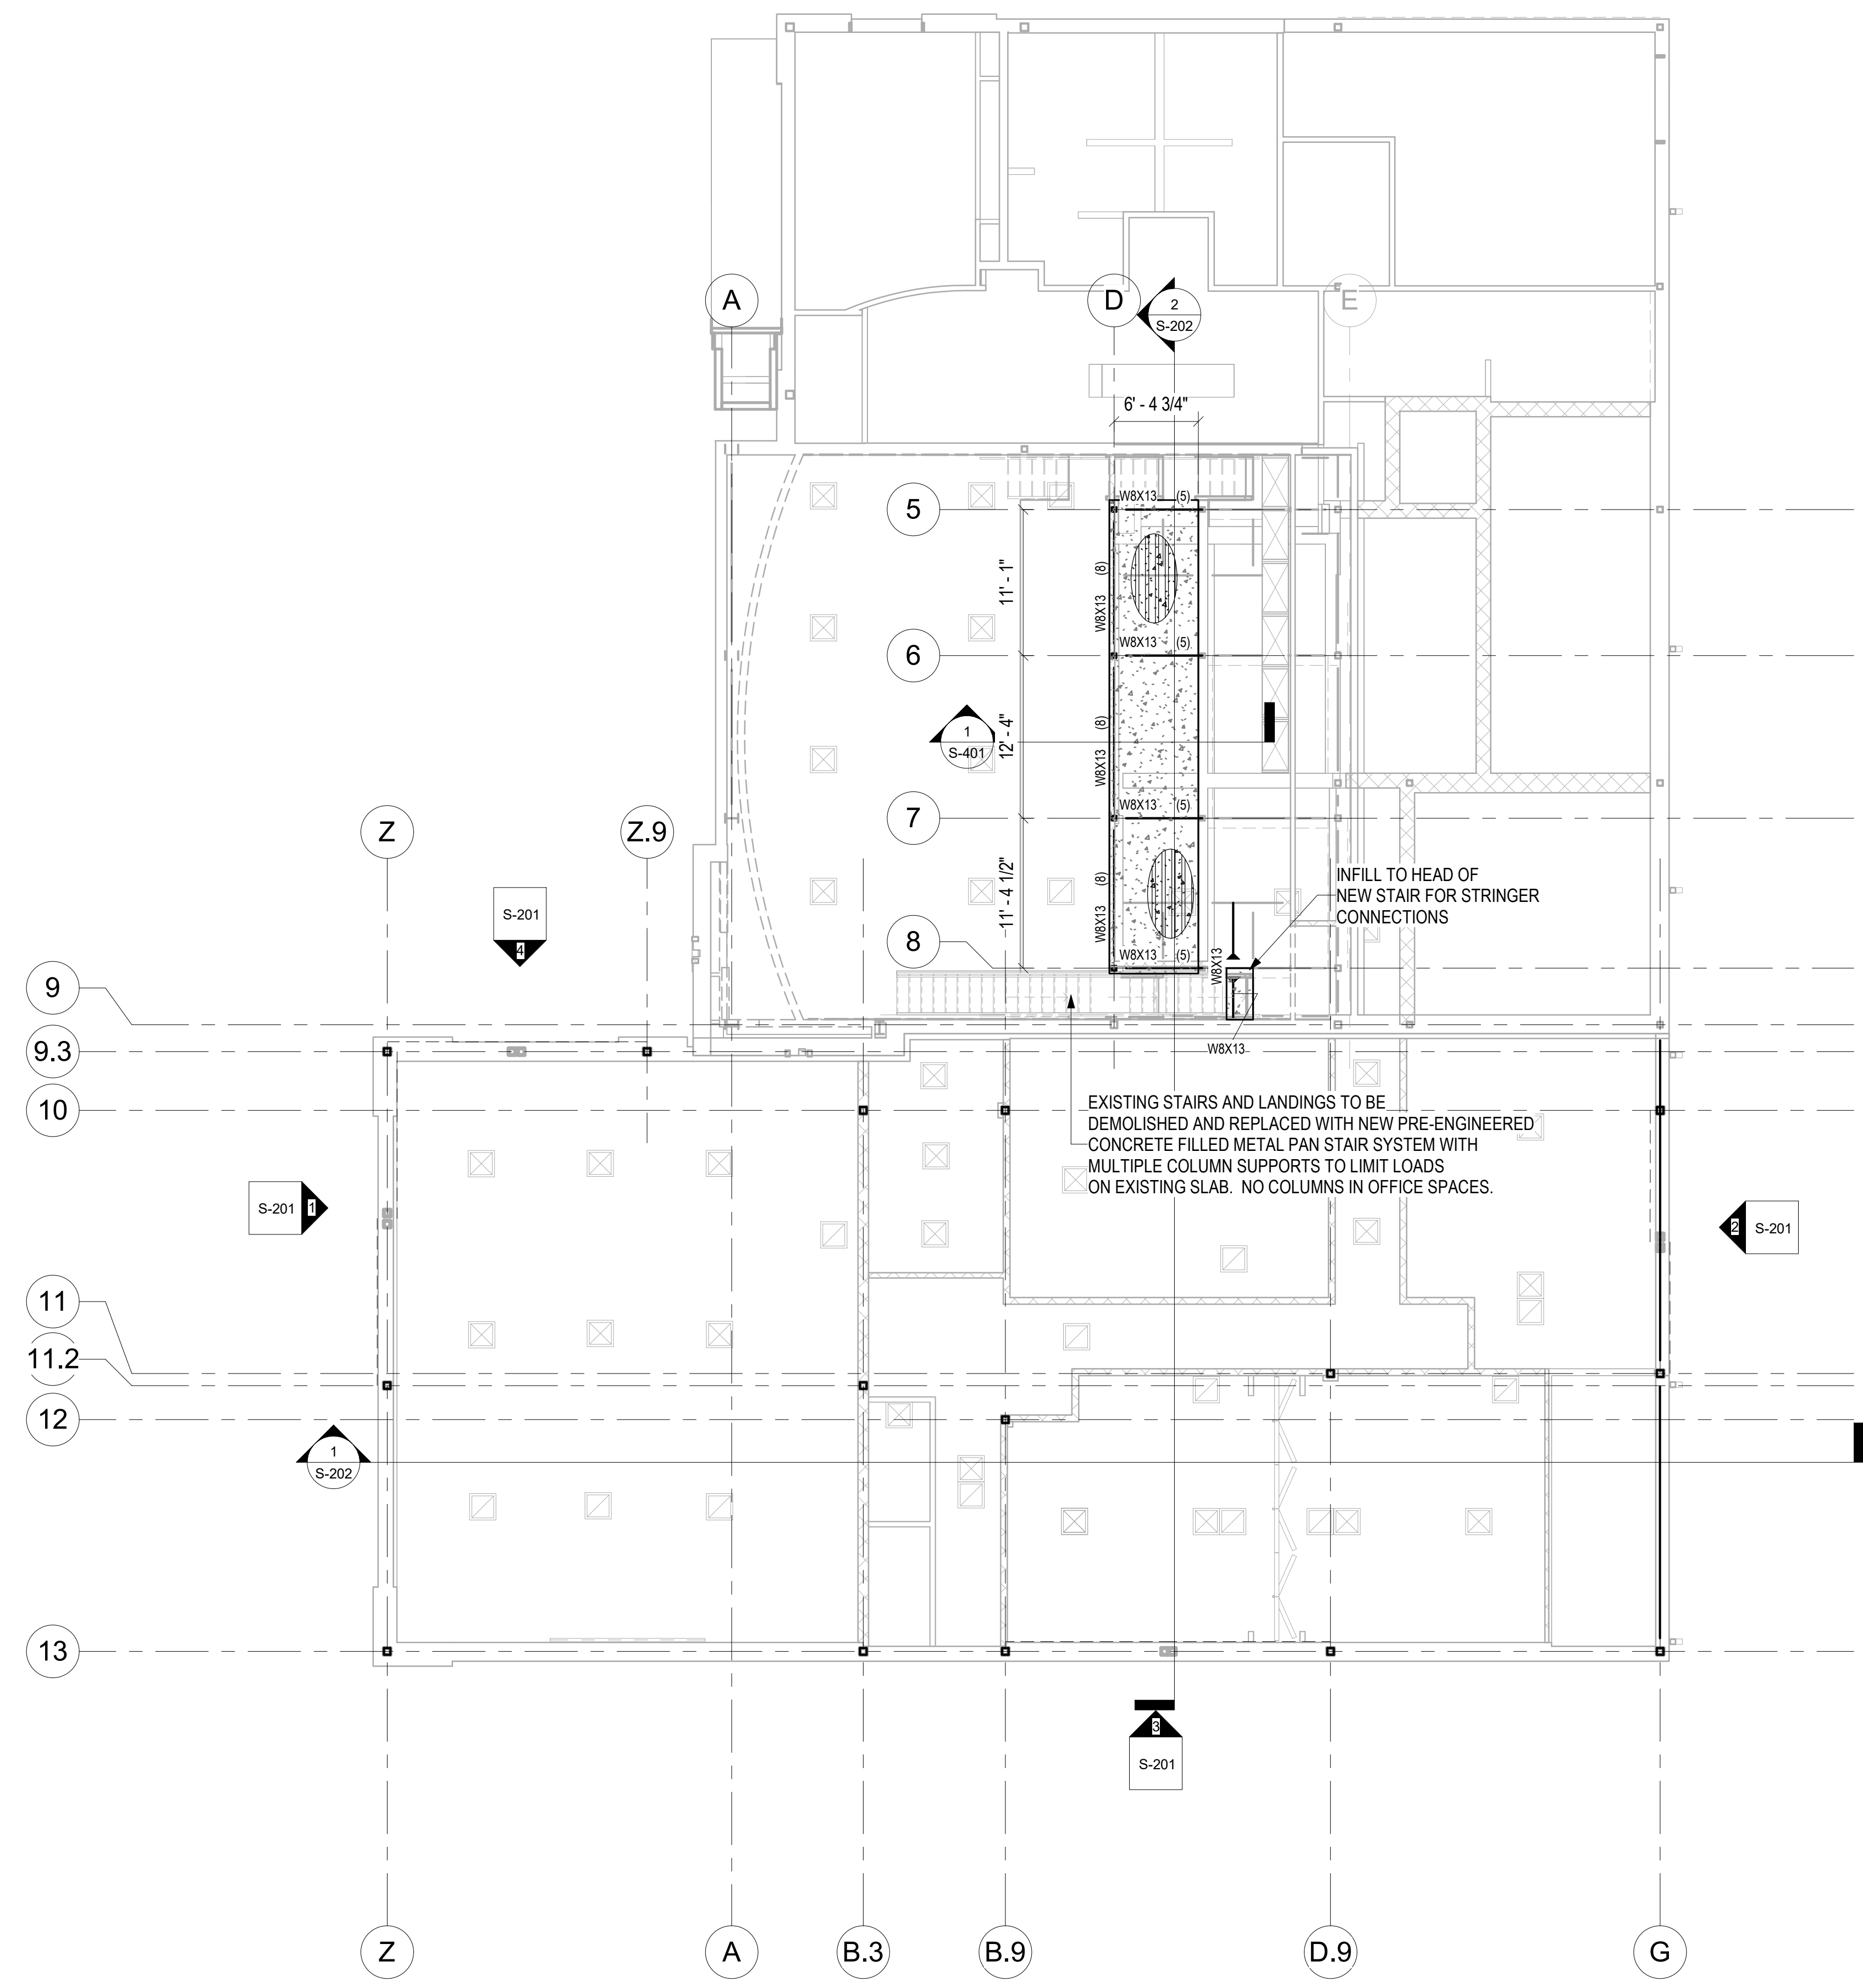 A
D
E
2
S-202
6' - 4 3/4"
5
W8X13
(5)
11' - 1"
(8)
W8X13
6
W8X13
(5)
1
S-401
12' - 4"
(8)
W8X13
7
W8X13
(5)
Z
Z.9
11' - 4 1/2"
(8)
W8X13
INFILL TO HEAD OF
NEW STAIR FOR STRINGER
CONNECTIONS
S-201
4
8
W8X13
(5)
W8X13
9
9.3
W8X13
10
EXISTING STAIRS AND LANDINGS TO BE
DEMOLISHED AND REPLACED WITH NEW PRE-ENGINEERED
CONCRETE FILLED METAL PAN STAIR SYSTEM WITH
MULTIPLE COLUMN SUPPORTS TO LIMIT LOADS
ON EXISTING SLAB. NO COLUMNS IN OFFICE SPACES.
S-201
1
2
S-201
11
11.2
12
1
S-202
13
3
S-201
Z
A
B.3
B.9
D.9
G